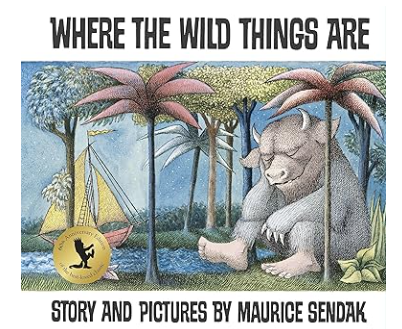 WHERE THE WILD THINGS ARE
STORY AND PICTURES BY MAURICE SENDAK